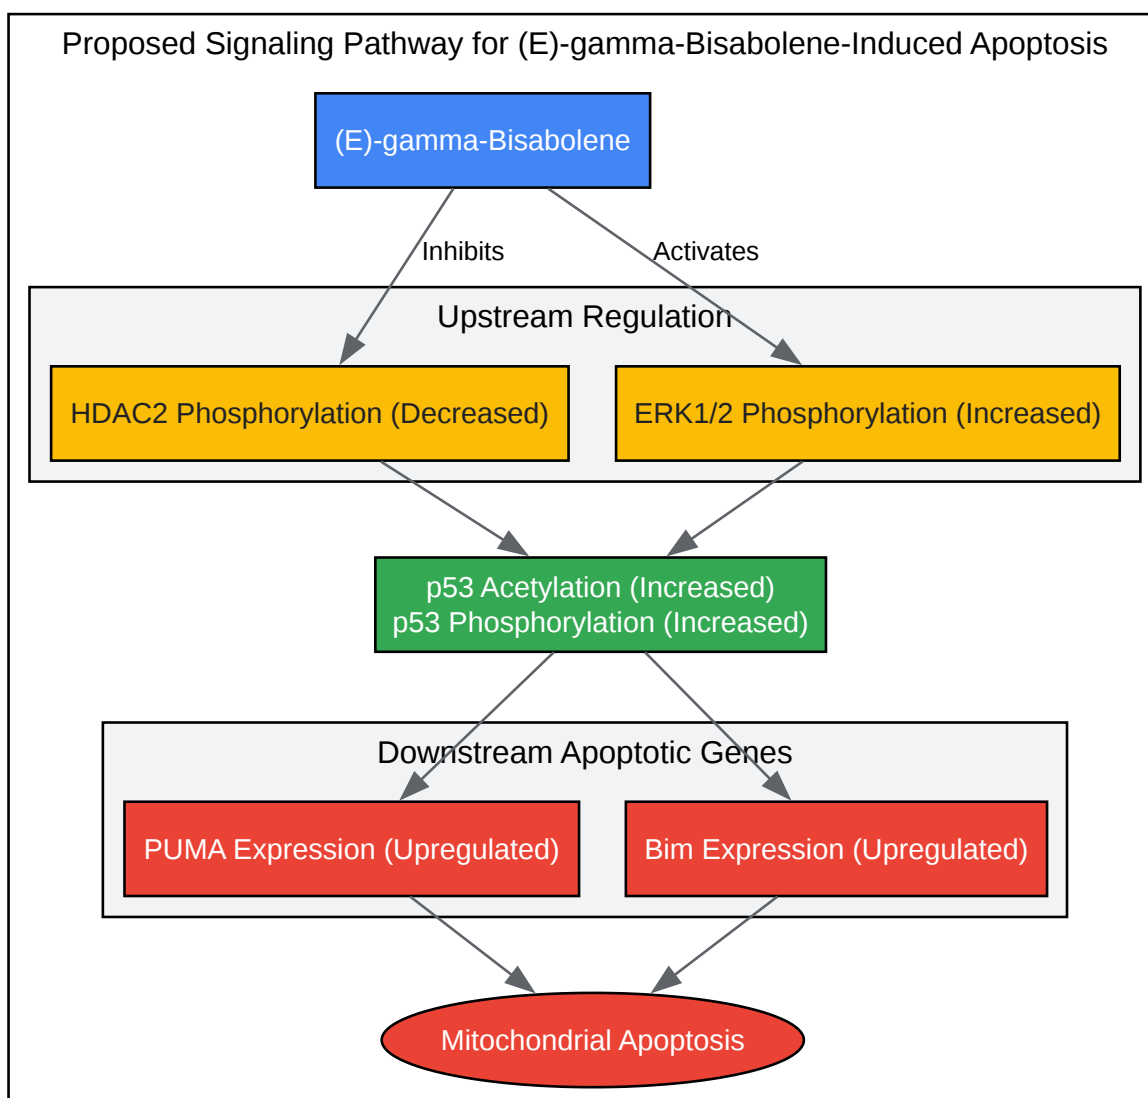 Proposed Signaling Pathway for (E)-gamma-Bisabolene-Induced Apoptosis
(E)-gamma-Bisabolene
Inhibits
Activates
Upstream Regulation
HDAC2 Phosphorylation (Decreased)
ERK1/2 Phosphorylation (Increased)
p53 Acetylation (Increased)
p53 Phosphorylation (Increased)
Downstream Apoptotic Genes
PUMA Expression (Upregulated)
Bim Expression (Upregulated)
Mitochondrial Apoptosis